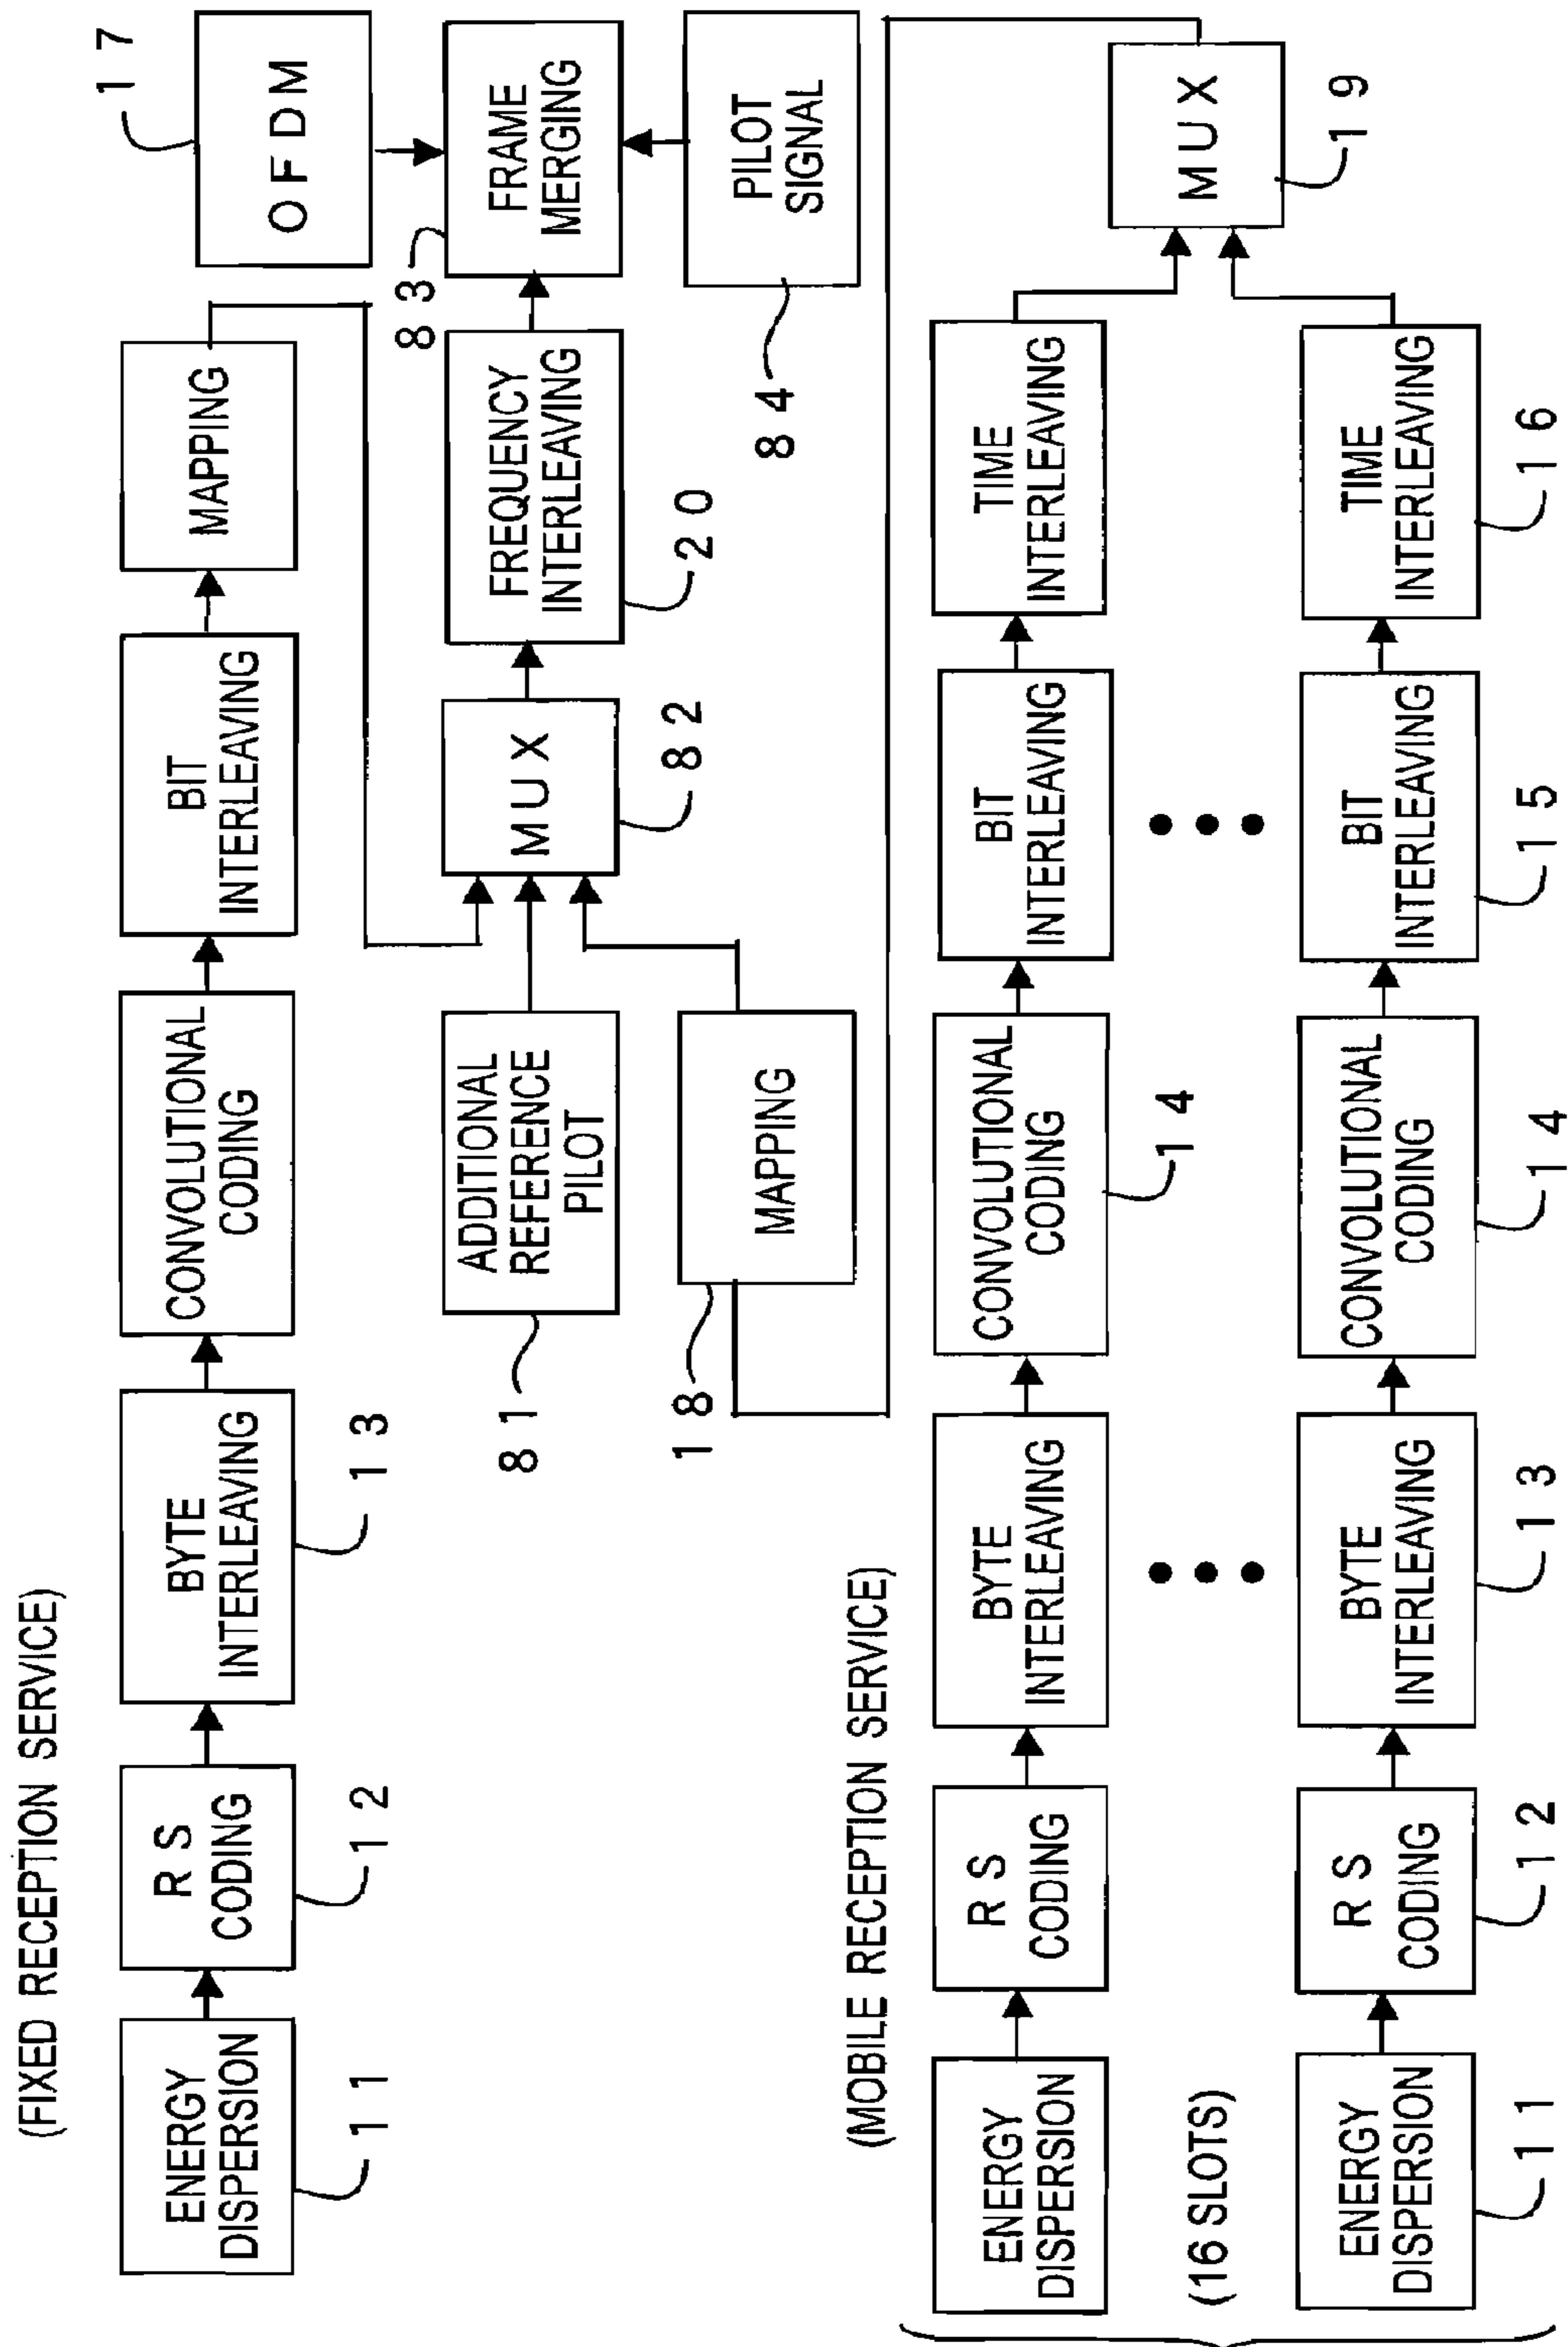 (FIXED RECEPTION SERVICE)
ENERGY
DISPERSION
11
RS
CODING
12
BYTE
INTERLEAVING
13
CONVOLUTIONAL
CODING
BIT
INTERLEAVING
MAPPING
ADDITIONAL
REFERENCE
PILOT
81
MAPPING
18
MUX
82
FREQUENCY
INTERLEAVING
20
FRAME
MERGING
83
OFDM
17
PILOT
SIGNAL
84
(MOBILE RECEPTION SERVICE)
ENERGY
DISPERSION
RS
CODING
BYTE
INTERLEAVING
CONVOLUTIONAL
CODING
14
BIT
INTERLEAVING
TIME
INTERLEAVING
MUX
19
(16 SLOTS)
ENERGY
DISPERSION
11
RS
CODING
12
BYTE
INTERLEAVING
13
CONVOLUTIONAL
CODING
14
BIT
INTERLEAVING
15
TIME
INTERLEAVING
16